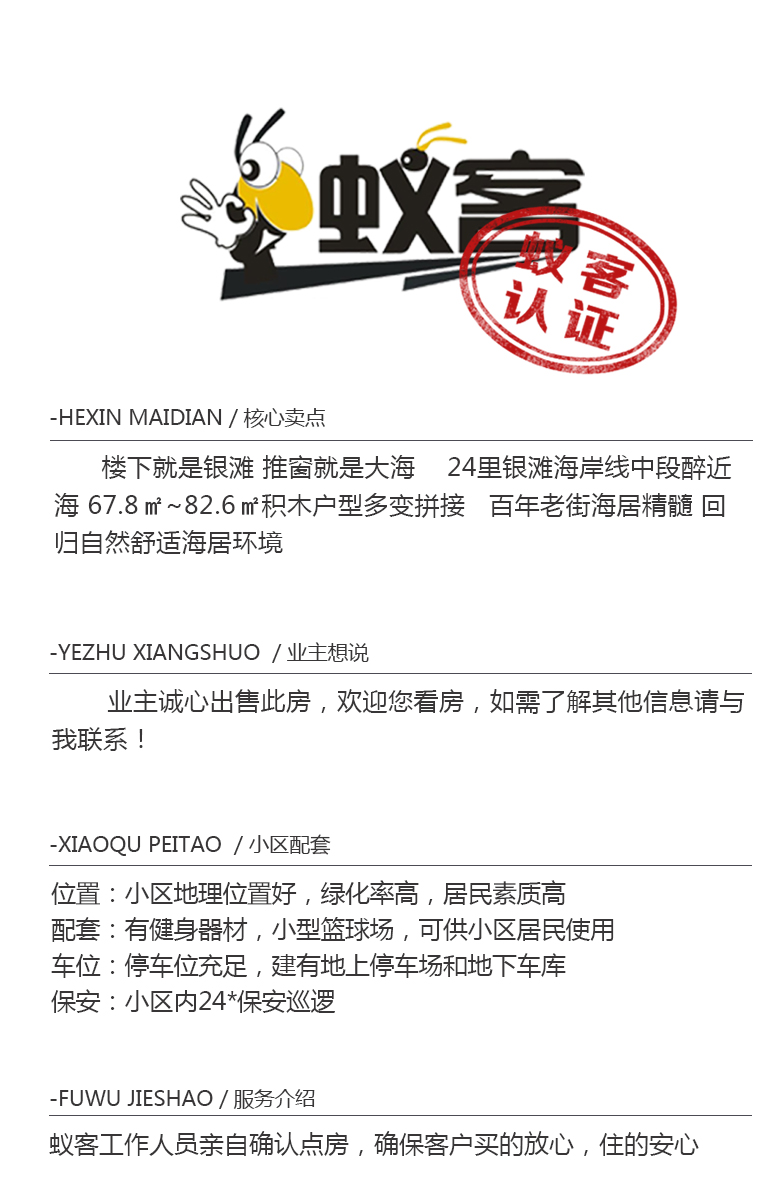 蚁客
蚁客
认证
-HEXIN MAIDIAN / 核心卖点
楼下就是银滩 推窗就是大海 24里银滩海岸线中段醉近
海 67.8㎡~82.6㎡积木户型多变拼接 百年老街海居精髓 回
归自然舒适海居环境
-YEZHU XIANGSHUO / 业主想说
业主诚心出售此房，欢迎您看房，如需了解其他信息请与
我联系！
-XIAOQU PEITAO / 小区配套
位置：小区地理位置好，绿化率高，居民素质高
配套：有健身器材，小型篮球场，可供小区居民使用
车位：停车位充足，建有地上停车场和地下车库
保安：小区内24*保安巡逻
-FUWU JIESHAO / 服务介绍
蚁客工作人员亲自确认点房，确保客户买的放心，住的安心